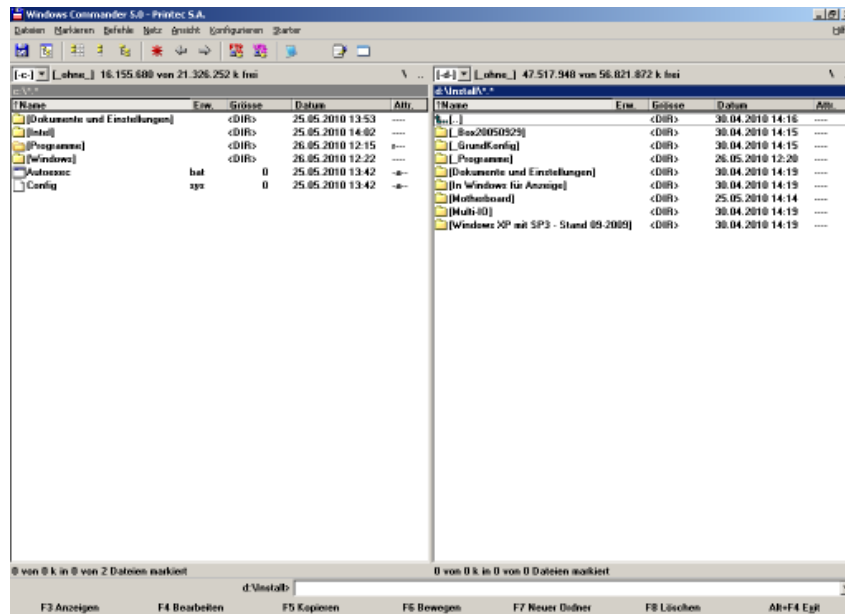 Windows Commander 5.0 - Printec S.A.
Dateien Markieren Befehle Netz Ansicht Konfigurieren Starter
[-c-] [_ohne_] 16.155.680 von 21.326.252 k frei \ ..
[-d-] [_ohne_] 47.517.948 von 56.821.872 k frei \
c:\*.*
d:\Install\*.*
↑Name Erw. Grösse Datum Attr.
[Dokumente und Einstellungen] <DIR> 25.05.2010 13:53 ----
[Intel] <DIR> 25.05.2010 14:02 ----
[Programme] <DIR> 26.05.2010 12:15 r---
[Windows] <DIR> 26.05.2010 12:22 ----
Autoexec bat 0 25.05.2010 13:42 -a--
Config sys 0 25.05.2010 13:42 -a--
↑Name Erw. Grösse Datum Attr.
[..] <DIR> 30.04.2010 14:16 ----
[_Box20050929] <DIR> 30.04.2010 14:15 ----
[_GrundKonfig] <DIR> 30.04.2010 14:15 ----
[_Programme] <DIR> 26.05.2010 12:20 ----
[Dokumente und Einstellungen] <DIR> 30.04.2010 14:19 ----
[In Windows für Anzeige] <DIR> 30.04.2010 14:19 ----
[Motherboard] <DIR> 25.05.2010 14:14 ----
[Multi-IO] <DIR> 30.04.2010 14:19 ----
[Windows XP mit SP3 - Stand 09-2009] <DIR> 30.04.2010 14:19 ----
0 von 0 k in 0 von 2 Dateien markiert
0 von 0 k in 0 von 0 Dateien markiert
d:\Install>
F3 Anzeigen F4 Bearbeiten F5 Kopieren F6 Bewegen F7 Neuer Ordner F8 Löschen Alt+F4 Exit